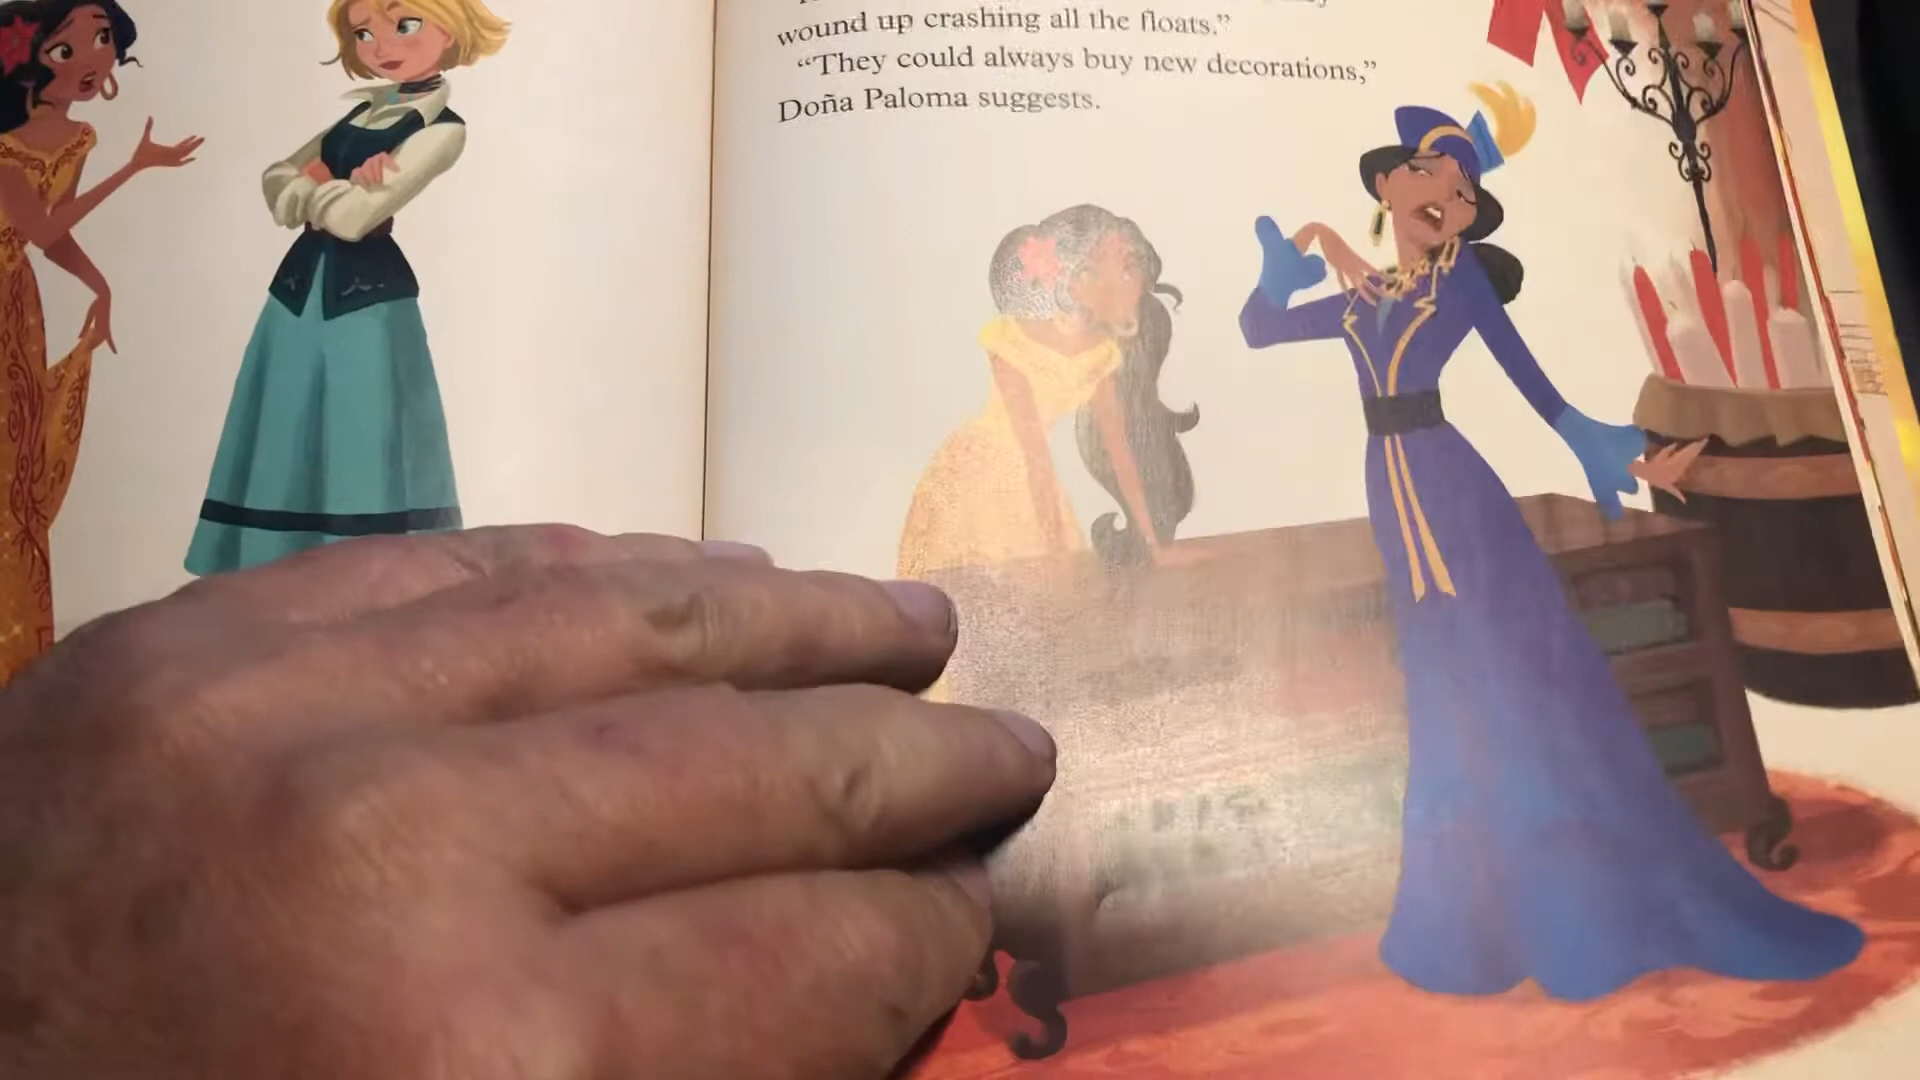 wound up crashing all the floats.”
“They could always buy new decorations,”
Doña Paloma suggests.